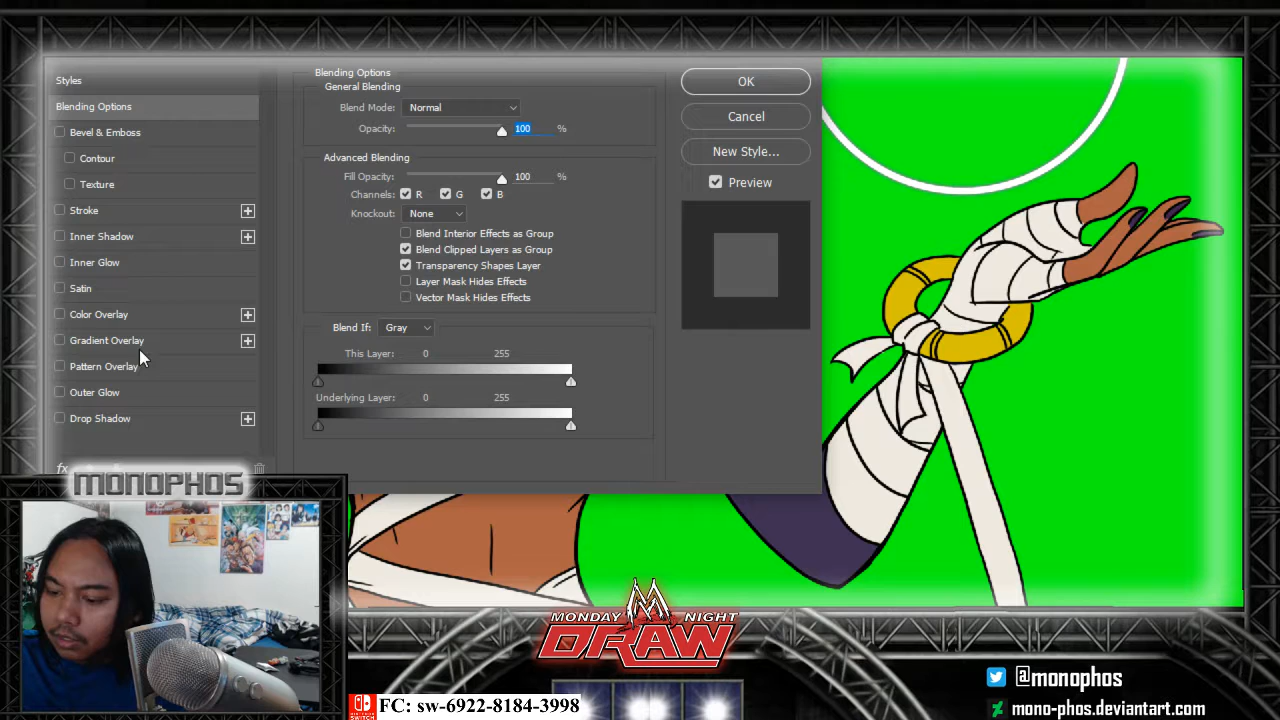 Styles
Blending Options
Bevel & Emboss
Contour
Texture
Stroke
Inner Shadow
Inner Glow
Satin
Color Overlay
Gradient Overlay
Pattern Overlay
Outer Glow
Drop Shadow
fx
Blending Options
General Blending
Blend Mode: Normal
Opacity: 100 %
Advanced Blending
Fill Opacity: 100 %
Channels: R G B
Knockout: None
Blend Interior Effects as Group
Blend Clipped Layers as Group
Transparency Shapes Layer
Layer Mask Hides Effects
Vector Mask Hides Effects
Blend If: Gray
This Layer: 0 255
Underlying Layer: 0 255
OK
Cancel
New Style...
Preview
MONOPHOS
MONDAY NIGHT
DRAW
@monophos
mono-phos.deviantart.com
NINTENDO
SWITCH
FC: sw-6922-8184-3998